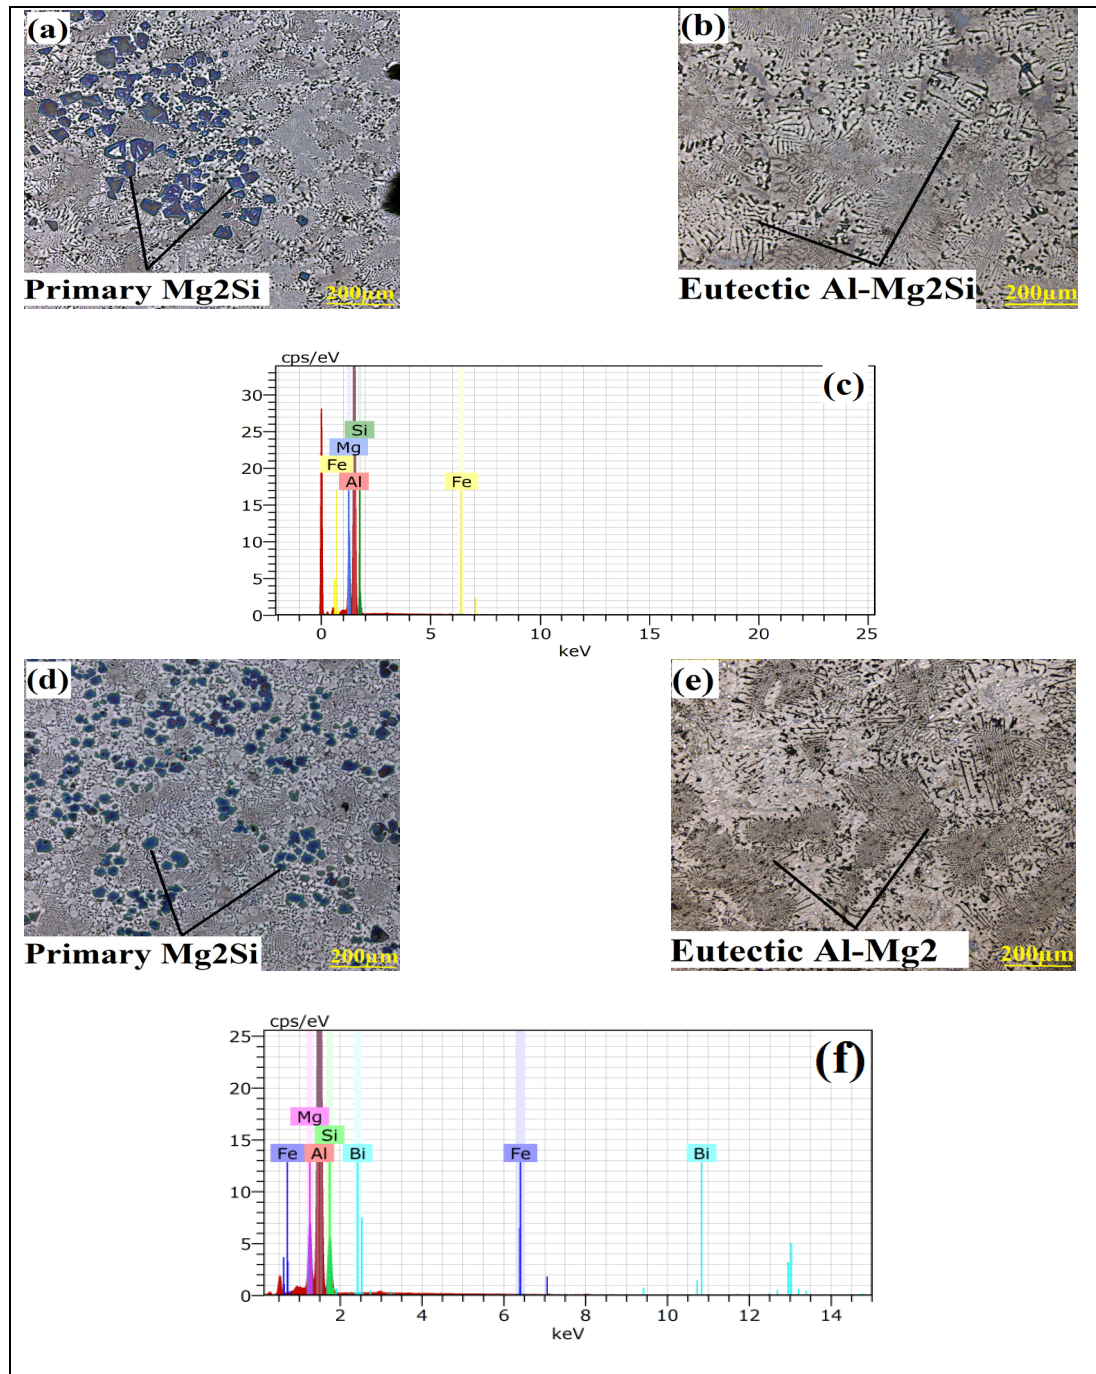 (a)
(b)
Primary Mg2Si
200μm
Eutectic Al-Mg2Si
200μm
cps/eV
(c)
30
25
20
15
10
5
0
Si
Mg
Fe
Al
Fe
0 5 10 15 20 25
keV
(d)
(e)
Primary Mg2Si
200μm
Eutectic Al-Mg2
200μm
cps/eV
(f)
25
20
15
10
5
0
Mg
Si
Fe Al Bi Fe Bi
2 4 6 8 10 12 14
keV